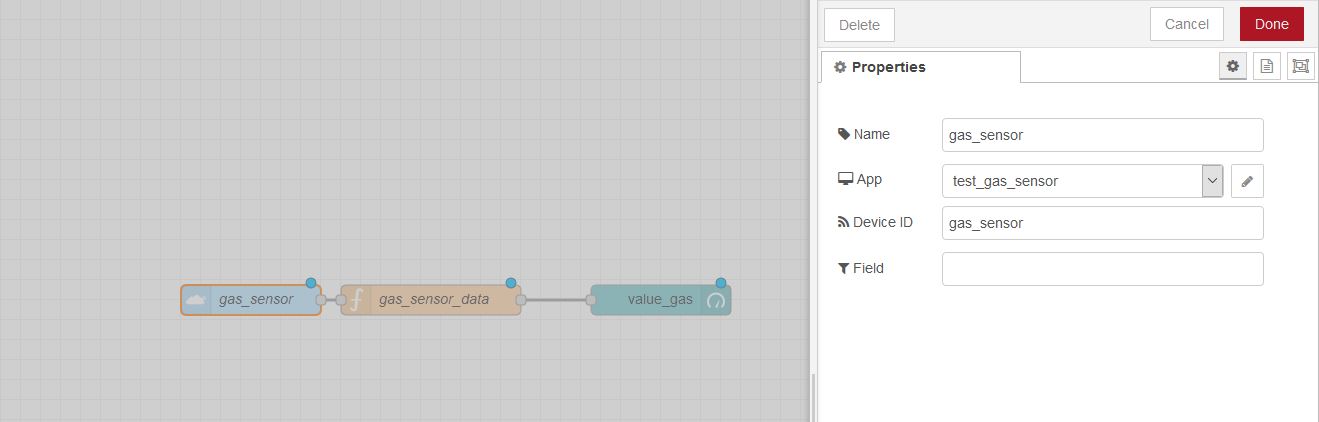 Delete
Cancel
Done
Properties
Name
gas_sensor
App
test_gas_sensor
Device ID
gas_sensor
Field
gas_sensor
gas_sensor_data
value_gas